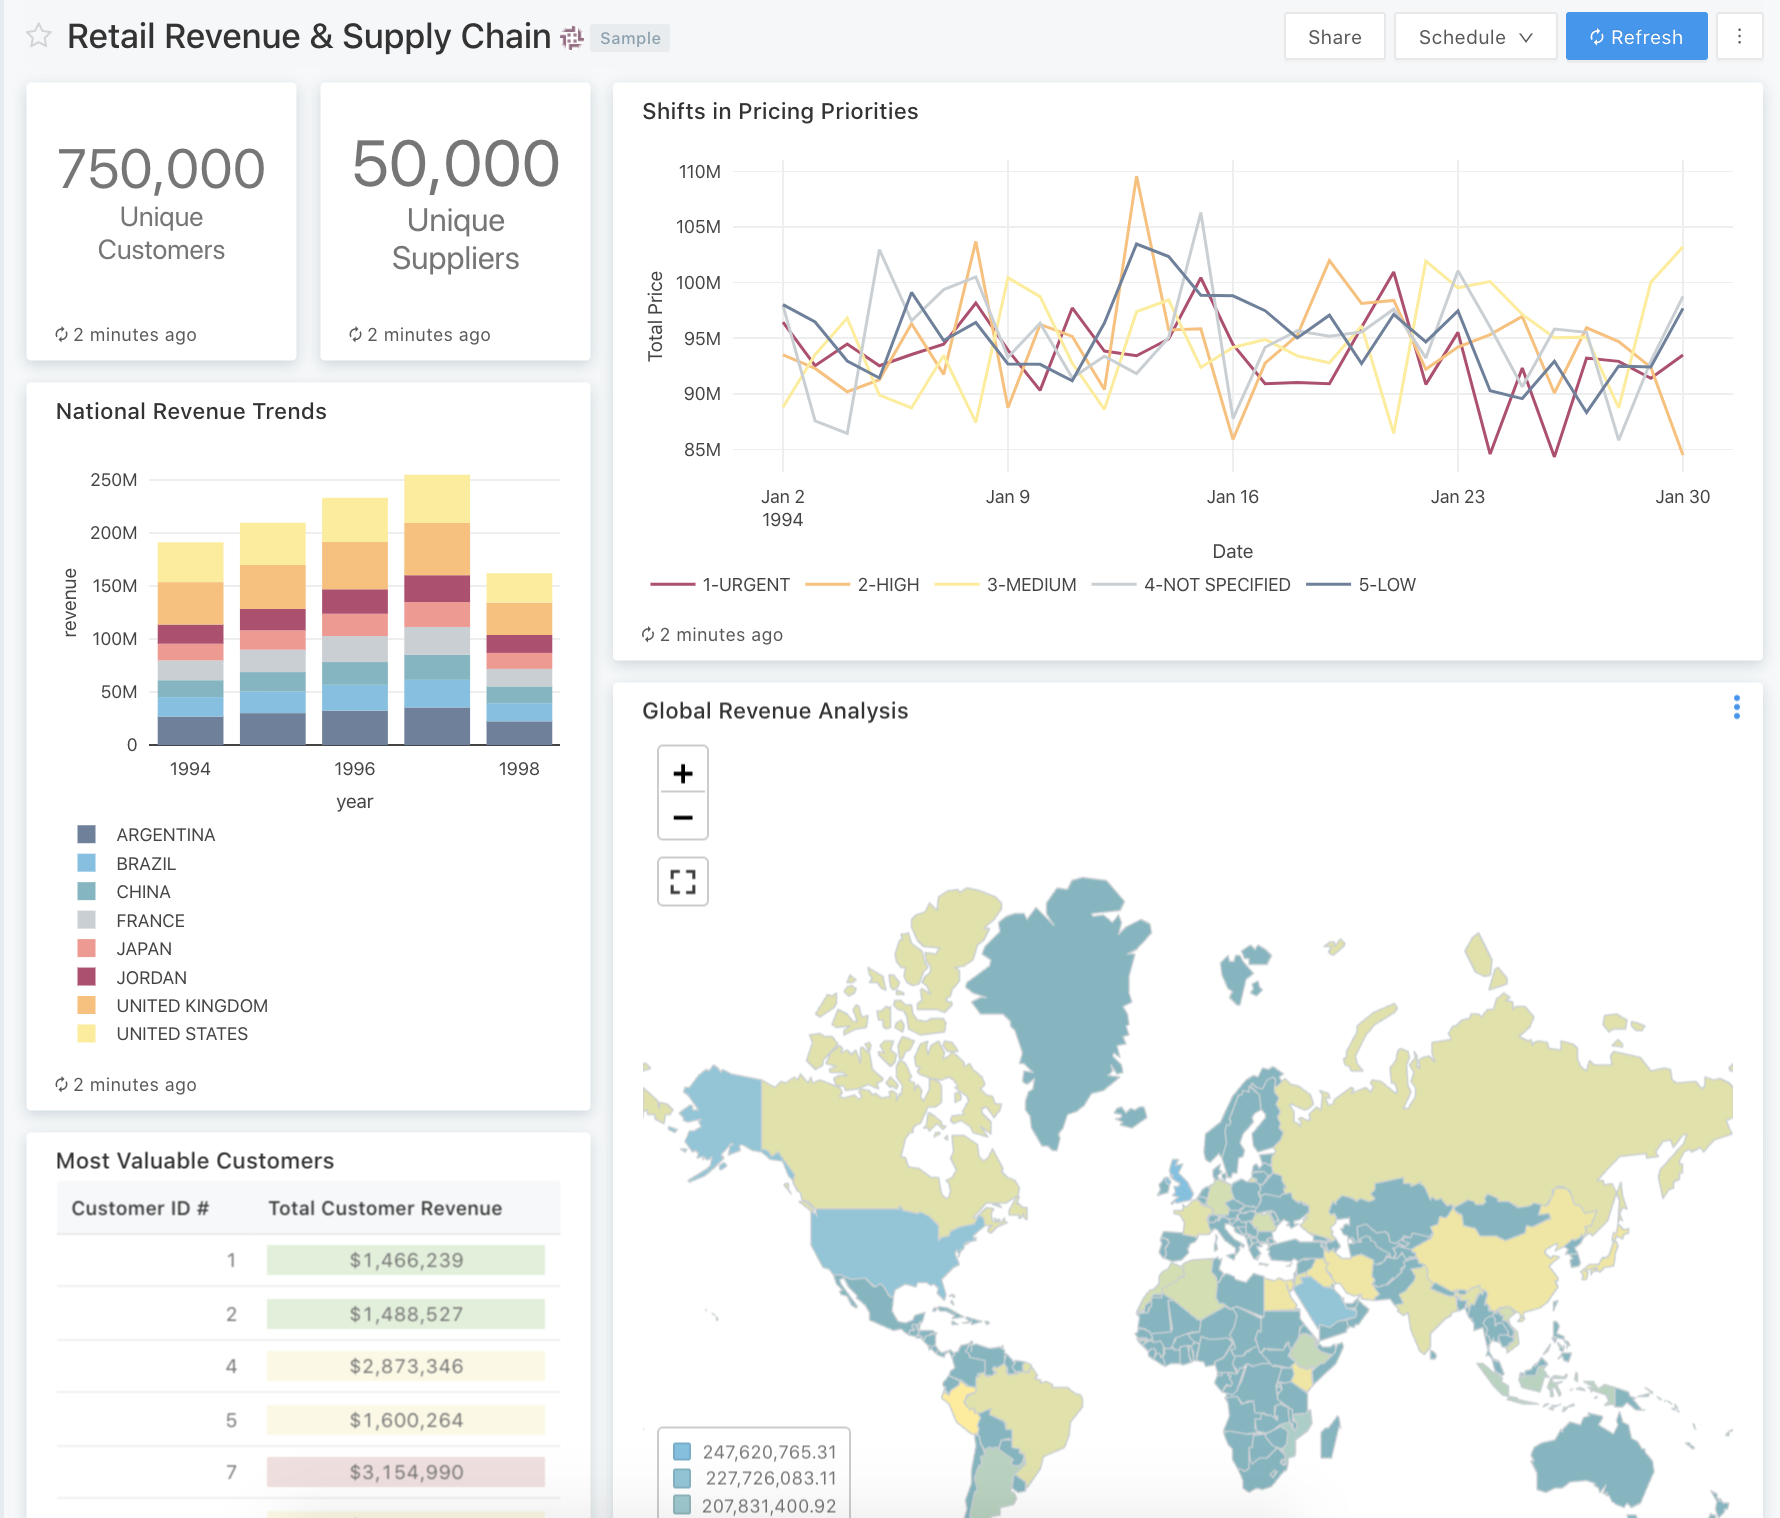 Retail Revenue & Supply Chain
Sample
Share
Schedule
Refresh
750,000
Unique
Customers
2 minutes ago
50,000
Unique
Suppliers
2 minutes ago
Shifts in Pricing Priorities
110M
105M
100M
95M
90M
85M
Total Price
Jan 2
1994
Jan 9
Jan 16
Jan 23
Jan 30
Date
1-URGENT
2-HIGH
3-MEDIUM
4-NOT SPECIFIED
5-LOW
2 minutes ago
National Revenue Trends
250M
200M
150M
100M
50M
0
revenue
1994
1996
1998
year
ARGENTINA
BRAZIL
CHINA
FRANCE
JAPAN
JORDAN
UNITED KINGDOM
UNITED STATES
2 minutes ago
Global Revenue Analysis
+
−
247,620,765.31
227,726,083.11
207,831,400.92
Most Valuable Customers
Customer ID # Total Customer Revenue
1 $1,466,239
2 $1,488,527
4 $2,873,346
5 $1,600,264
7 $3,154,990